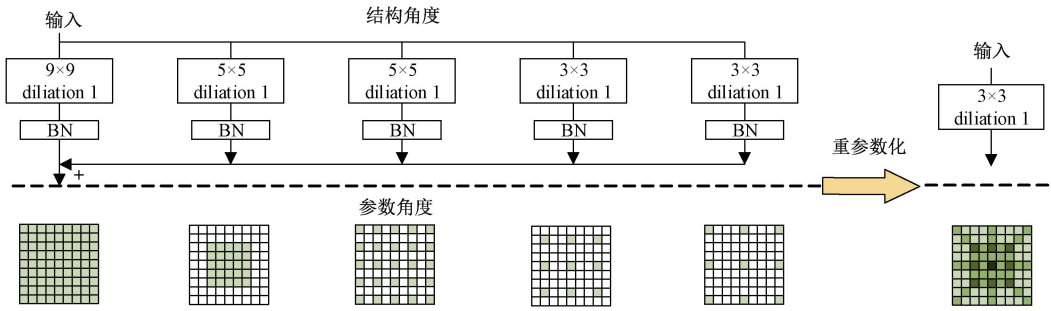 输入
结构角度
9×9
diliation 1
5×5
diliation 1
5×5
diliation 1
3×3
diliation 1
3×3
diliation 1
BN
BN
BN
BN
BN
+
输入
3×3
diliation 1
重参数化
参数角度